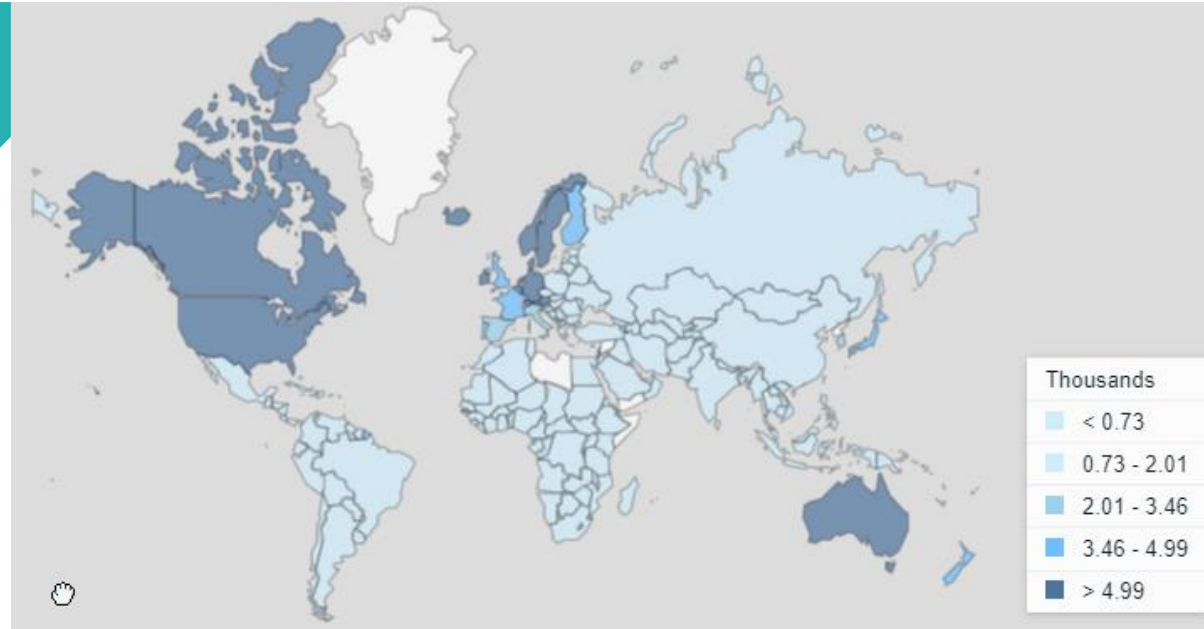 Thousands
< 0.73
0.73 - 2.01
2.01 - 3.46
3.46 - 4.99
> 4.99